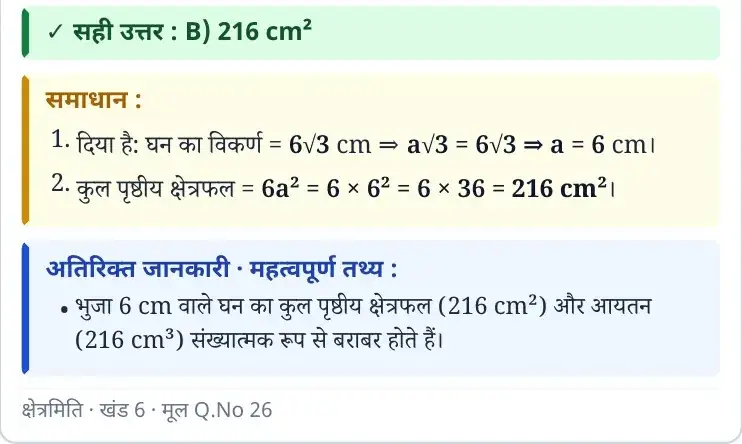 ✓ सही उत्तर : B) 216 cm²
समाधान :
1. दिया है: घन का विकर्ण = 6√3 cm ⇒ a√3 = 6√3 ⇒ a = 6 cm।
2. कुल पृष्ठीय क्षेत्रफल = 6a² = 6 × 6² = 6 × 36 = 216 cm²।
अतिरिक्त जानकारी · महत्वपूर्ण तथ्य :
• भुजा 6 cm वाले घन का कुल पृष्ठीय क्षेत्रफल (216 cm²) और आयतन
(216 cm³) संख्यात्मक रूप से बराबर होते हैं।
क्षेत्रमिति · खंड 6 · मूल Q.No 26